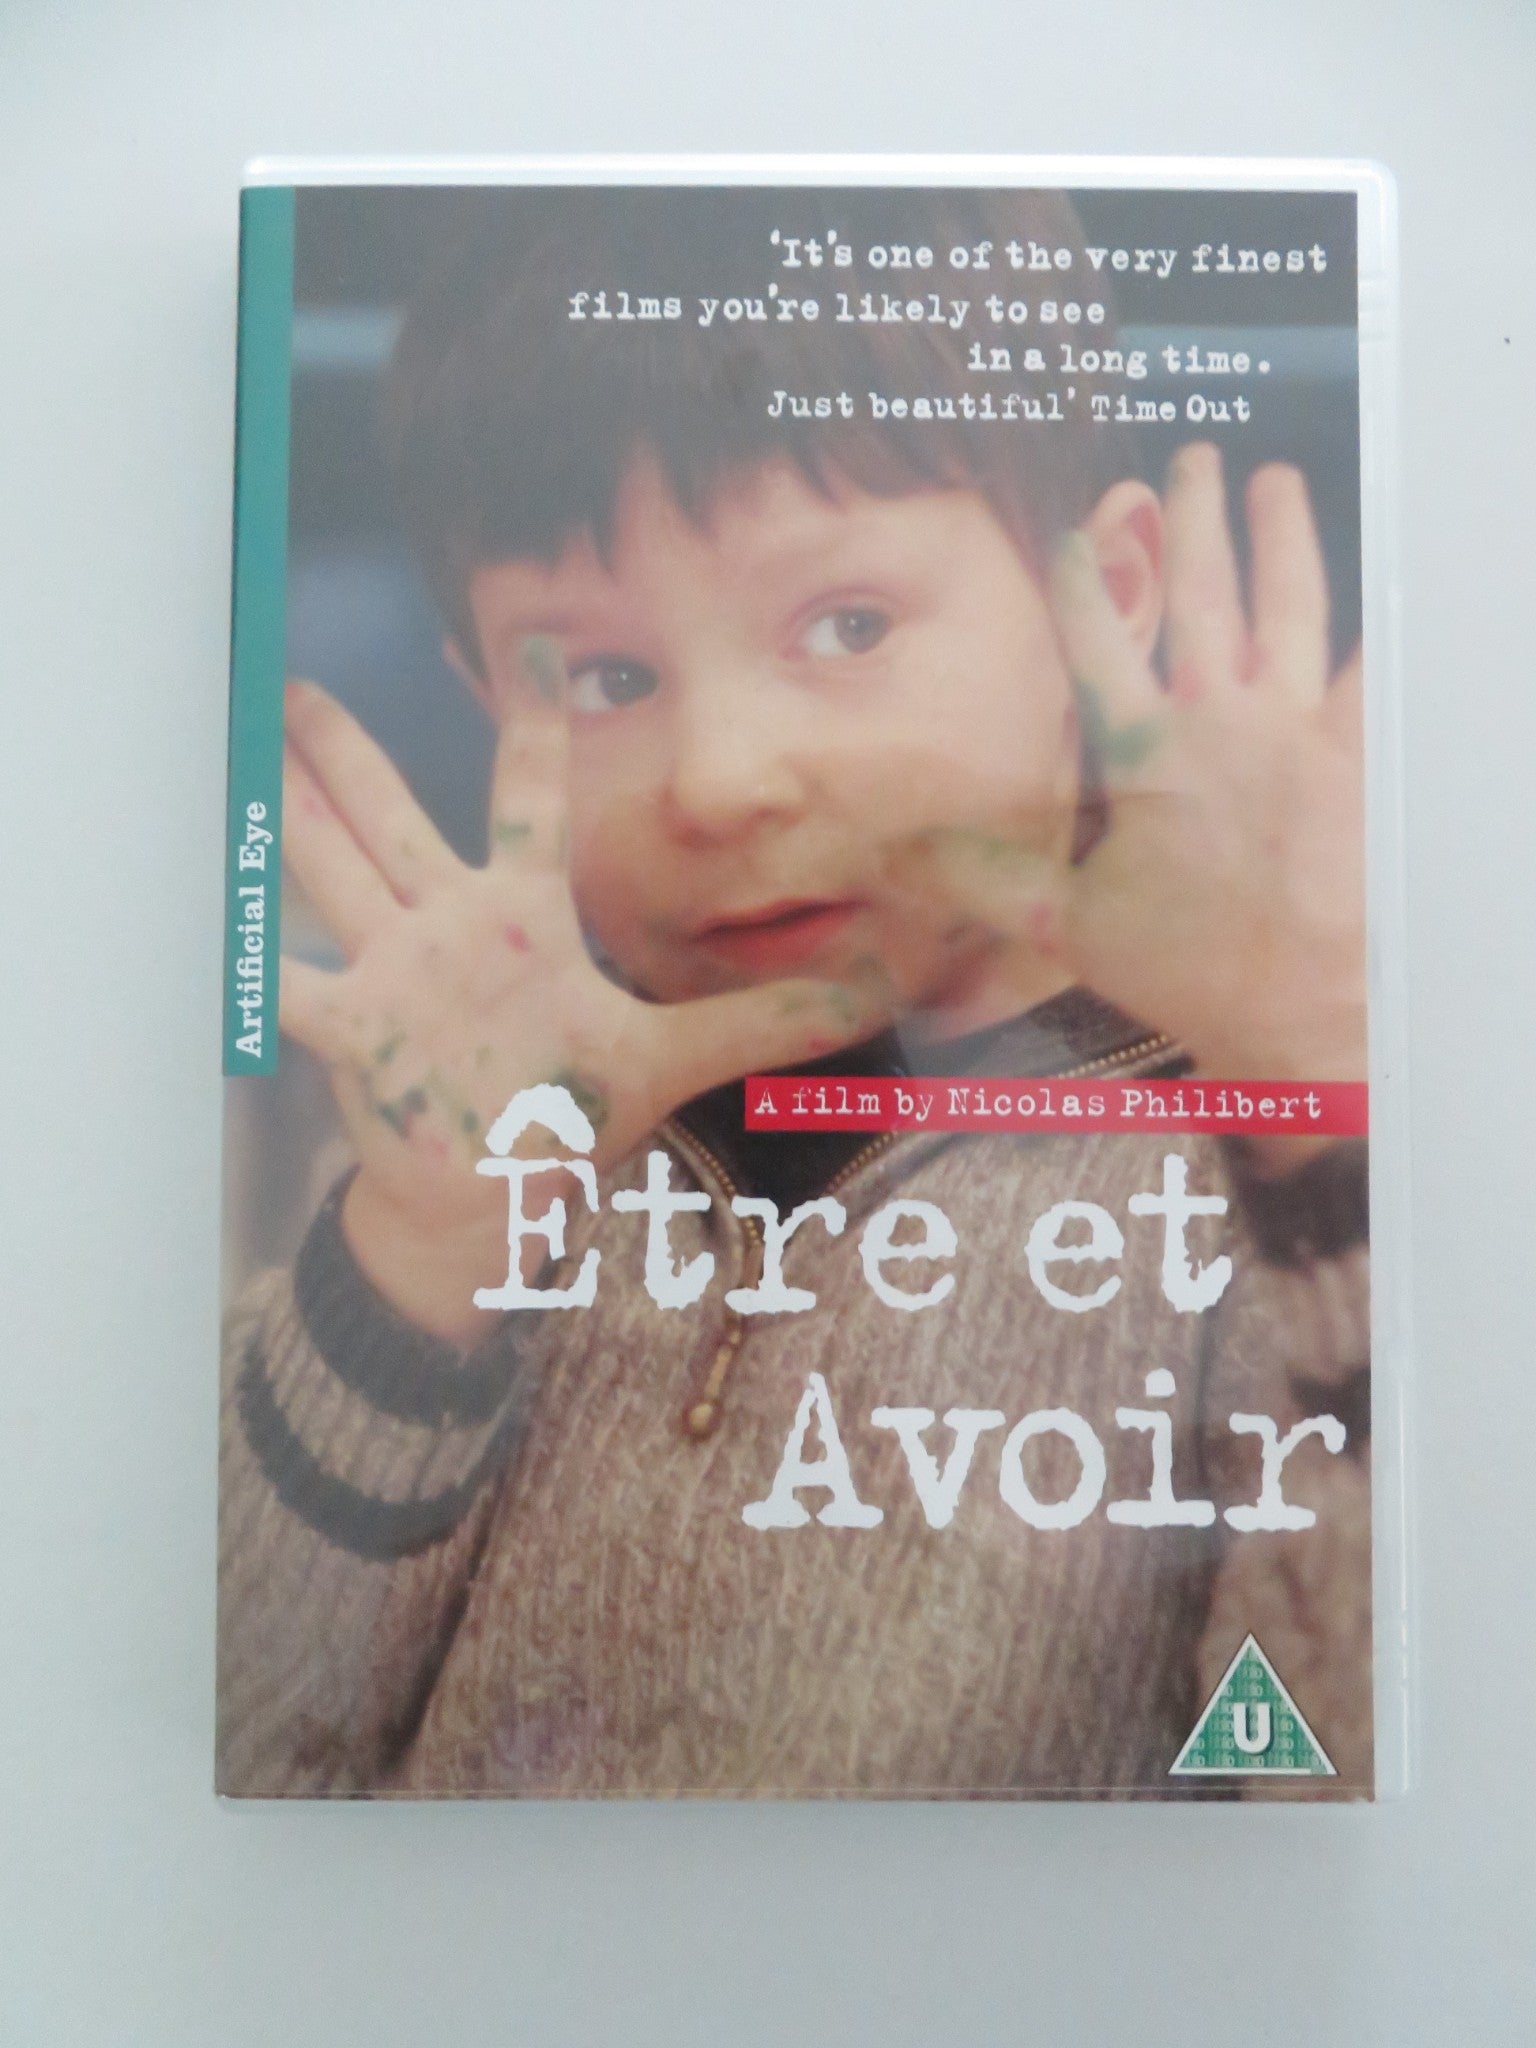 'It's one of the very finest
films you're likely to see
in a long time.
Just beautiful' Time Out
Artificial Eye
A film by Nicolas Philibert
Être et
Avoir
U